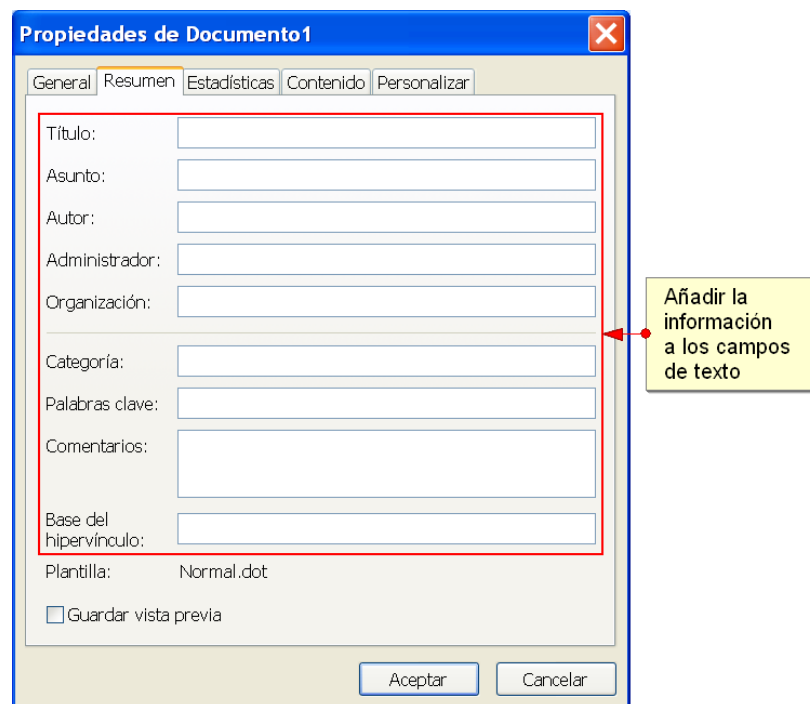 Propiedades de Documento1
General Resumen Estadísticas Contenido Personalizar
Título:
Asunto:
Autor:
Administrador:
Organización:
Categoría:
Palabras clave:
Comentarios:
Base del
hipervínculo:
Plantilla: Normal.dot
Guardar vista previa
Aceptar Cancelar
Añadir la
información
a los campos
de texto